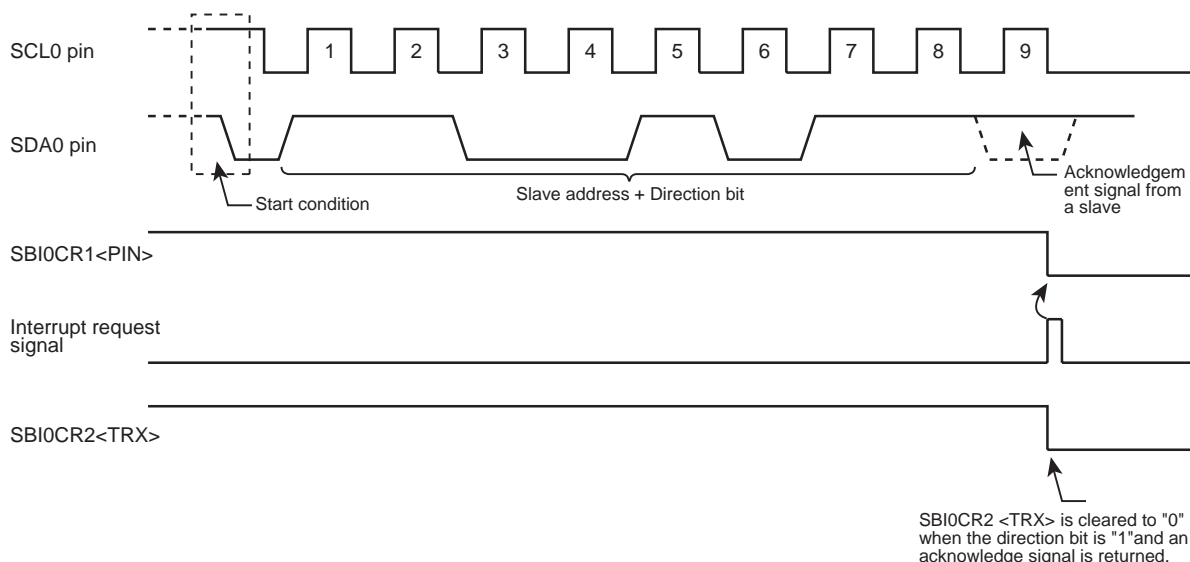 SCL0 pin
1 2 3 4 5 6 7 8 9
SDA0 pin
Start condition
Slave address + Direction bit
Acknowledgem
ent signal from
a slave
SBI0CR1<PIN>
Interrupt request
signal
SBI0CR2<TRX>
SBI0CR2 <TRX> is cleared to "0"
when the direction bit is "1"and an
acknowledge signal is returned.